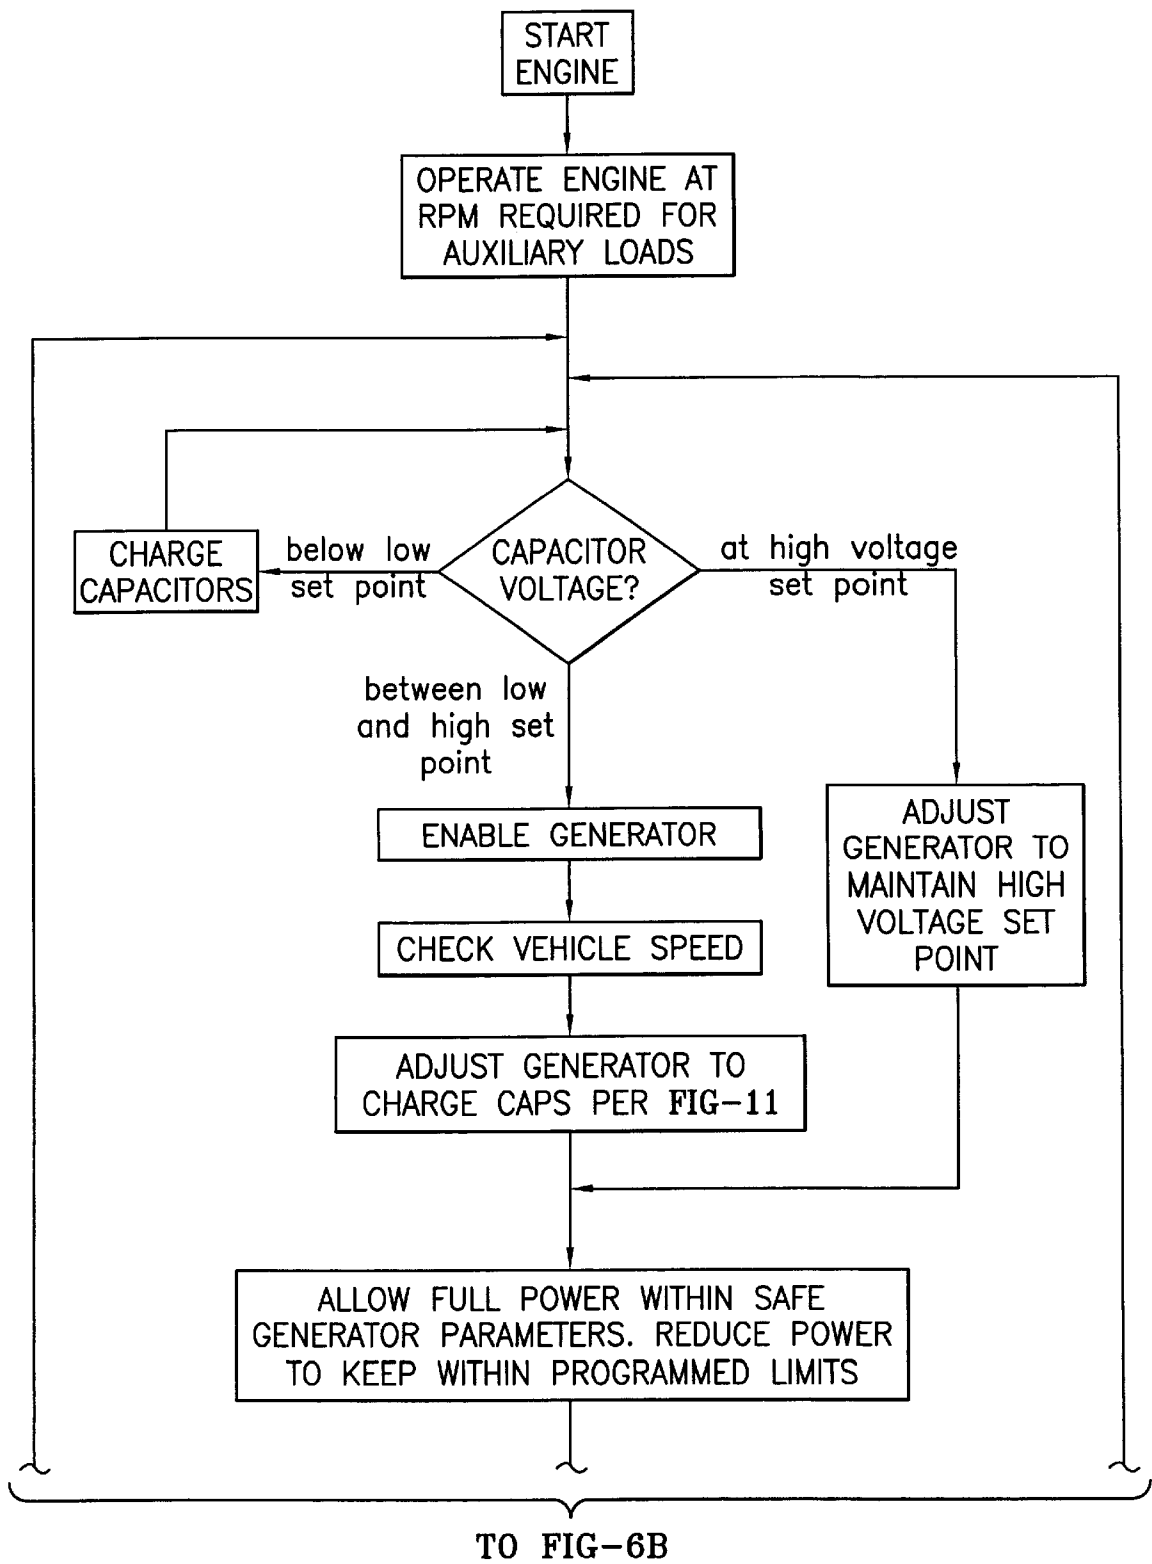 START
ENGINE
OPERATE ENGINE AT
RPM REQUIRED FOR
AUXILIARY LOADS
CHARGE
CAPACITORS
below low
set point
CAPACITOR
VOLTAGE?
at high voltage
set point
between low
and high set
point
ENABLE GENERATOR
CHECK VEHICLE SPEED
ADJUST GENERATOR TO
CHARGE CAPS PER FIG-11
ADJUST
GENERATOR TO
MAINTAIN HIGH
VOLTAGE SET
POINT
ALLOW FULL POWER WITHIN SAFE
GENERATOR PARAMETERS. REDUCE POWER
TO KEEP WITHIN PROGRAMMED LIMITS
TO FIG-6B